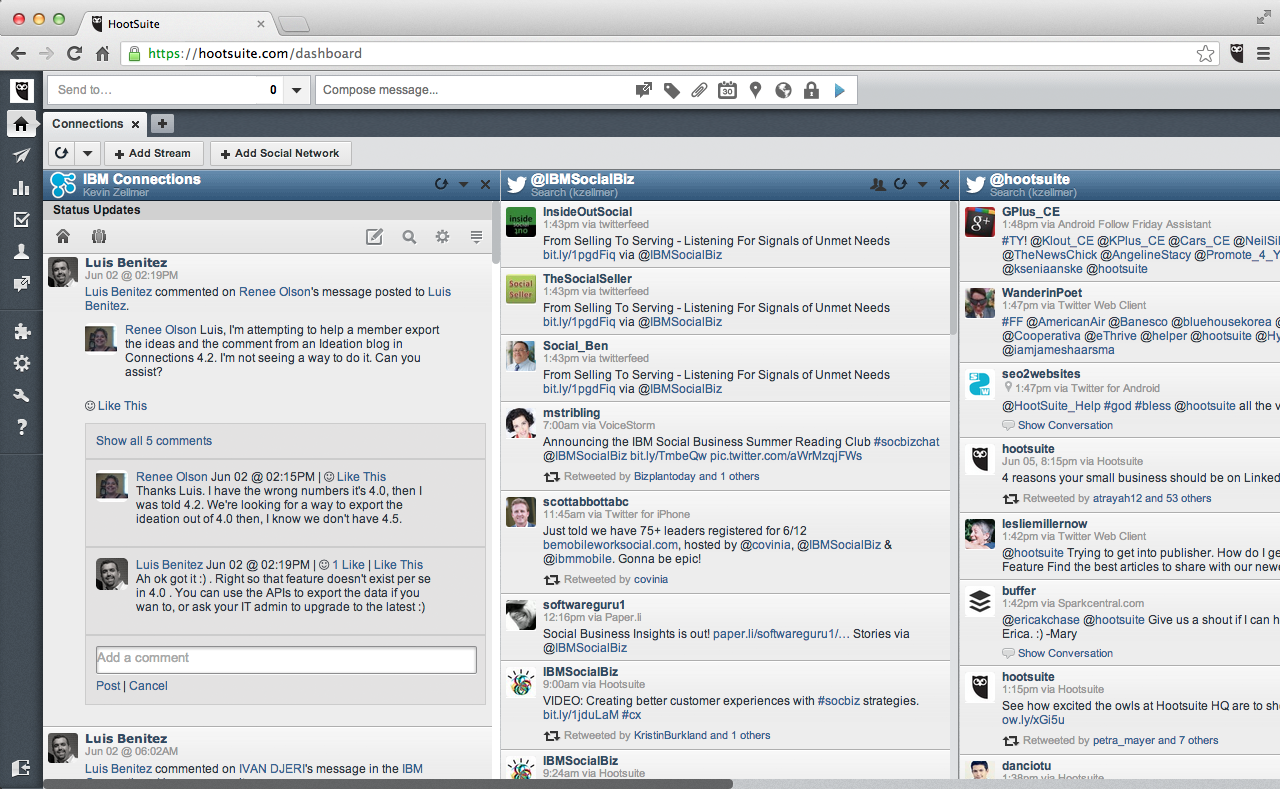 HootSuite
https://hootsuite.com/dashboard
Send to...
0
Compose message...
30
Connections
Add Stream
Add Social Network
IBM Connections
Kevin Zellmer
Status Updates
Luis Benitez
Jun 02 @ 02:19PM
Luis Benitez commented on Renee Olson's message posted to Luis
Benitez.
Renee Olson Luis, I'm attempting to help a member export
the ideas and the comment from an Ideation blog in
Connections 4.2. I'm not seeing a way to do it. Can you
assist?
Like This
Show all 5 comments
Renee Olson Jun 02 @ 02:15PM | Like This
Thanks Luis. I have the wrong numbers it's 4.0, then I
was told 4.2. We're looking for a way to export the
ideation out of 4.0 then, I know we don't have 4.5.
Luis Benitez Jun 02 @ 02:19PM | 1 Like | Like This
Ah ok got it :) . Right so that feature doesn't exist per se
in 4.0 . You can use the APIs to export the data if you
wan to, or ask your IT admin to upgrade to the latest :)
Add a comment
Post | Cancel
Luis Benitez
Jun 02 @ 06:02AM
Luis Benitez commented on IVAN DJERI's message in the IBM
@IBMSocialBiz
Search (kzellmer)
InsideOutSocial
1:43pm via twitterfeed
From Selling To Serving - Listening For Signals of Unmet Needs
bit.ly/1pgdFiq via @IBMSocialBiz
TheSocialSeller
1:43pm via twitterfeed
From Selling To Serving - Listening For Signals of Unmet Needs
bit.ly/1pgdFiq via @IBMSocialBiz
Social_Ben
1:43pm via twitterfeed
From Selling To Serving - Listening For Signals of Unmet Needs
bit.ly/1pgdFiq via @IBMSocialBiz
mstribling
7:00am via VoiceStorm
Announcing the IBM Social Business Summer Reading Club #socbizchat
@IBMSocialBiz bit.ly/TmbeQw pic.twitter.com/aWrMzqjFWs
Retweeted by Bizplantoday and 1 others
scottabbottabc
11:45am via Twitter for iPhone
Just told we have 75+ leaders registered for 6/12
bemobileworksocial.com, hosted by @covinia, @IBMSocialBiz &
@ibmmobile. Gonna be epic!
Retweeted by covinia
softwareguru1
12:16pm via Paper.li
Social Business Insights is out! paper.li/softwareguru1/… Stories via
@IBMSocialBiz
IBMSocialBiz
9:00am via Hootsuite
VIDEO: Creating better customer experiences with #socbiz strategies.
bit.ly/1jduLaM #cx
Retweeted by KristinBurkland and 1 others
IBMSocialBiz
9:24am via Hootsuite
@hootsuite
Search (kzellmer)
GPlus_CE
1:48pm via Android Follow Friday Assistant
#TY! @Klout_CE @KPlus_CE @Cars_CE @NeilSil
@TheNewsChick @AngelineStacy @Promote_4_Y
@kseniaanske @hootsuite
WanderinPoet
1:47pm via Twitter Web Client
#FF @AmericanAir @Banesco @bluehousekorea
@Cooperativa @eThrive @helper @hootsuite @Hy
@iamjameshaarsma
seo2websites
1:47pm via Twitter for Android
@HootSuite_Help #god #bless @hootsuite all the v
Show Conversation
hootsuite
Jun 05, 8:15pm via Hootsuite
4 reasons your small business should be on Linked
Retweeted by atrayah12 and 53 others
lesliemillernow
1:42pm via Twitter Web Client
@hootsuite Trying to get into publisher. How do I ge
Feature Find the best articles to share with our newe
buffer
1:42pm via Sparkcentral.com
@ericakchase @hootsuite Give us a shout if I can h
Erica. :) -Mary
Show Conversation
hootsuite
1:15pm via Hootsuite
See how excited the owls at Hootsuite HQ are to sh
ow.ly/xGi5u
Retweeted by petra_mayer and 7 others
danciotu
1:38pm via Hootsuite